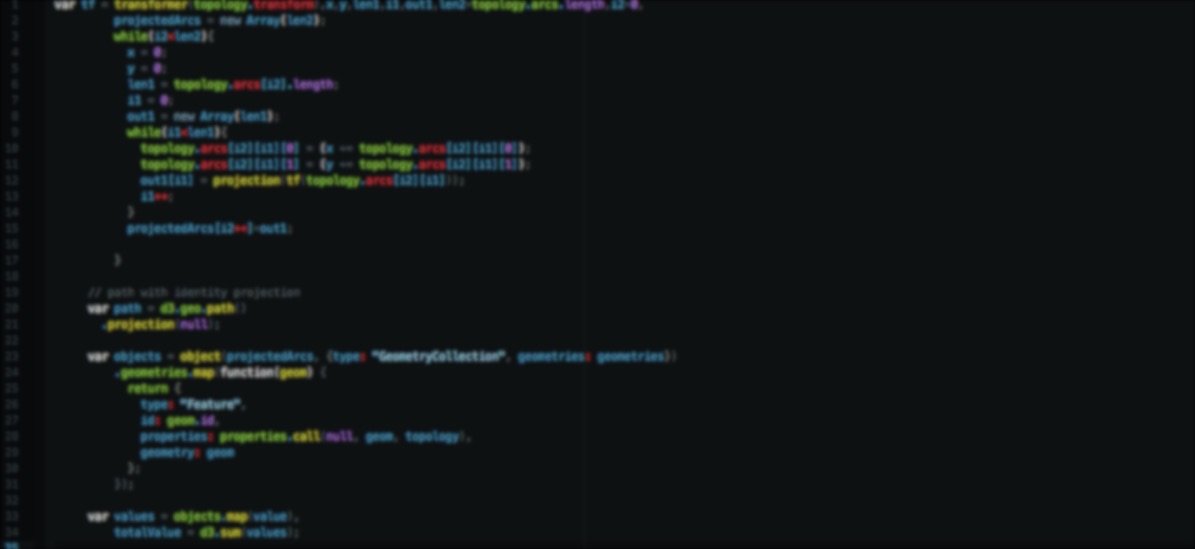 1 var tf = transformer(topology.transform),x,y,len1,i1,out1,len2=topology.arcs.length,i2=0,
2 projectedArcs = new Array(len2);
3 while(i2<len2){
4 x = 0;
5 y = 0;
6 len1 = topology.arcs[i2].length;
7 i1 = 0;
8 out1 = new Array(len1);
9 while(i1<len1){
10 topology.arcs[i2][i1][0] = (x += topology.arcs[i2][i1][0]);
11 topology.arcs[i2][i1][1] = (y += topology.arcs[i2][i1][1]);
12 out1[i1] = projection(tf(topology.arcs[i2][i1]));
13 i1++;
14 }
15 projectedArcs[i2++]=out1;
16
17 }
18
19 // path with identity projection
20 var path = d3.geo.path()
21 .projection(null);
22
23 var objects = object(projectedArcs, {type: "GeometryCollection", geometries: geometries})
24 .geometries.map(function(geom) {
25 return {
26 type: "Feature",
27 id: geom.id,
28 properties: properties.call(null, geom, topology),
29 geometry: geom
30 };
31 });
32
33 var values = objects.map(value),
34 totalValue = d3.sum(values);
35